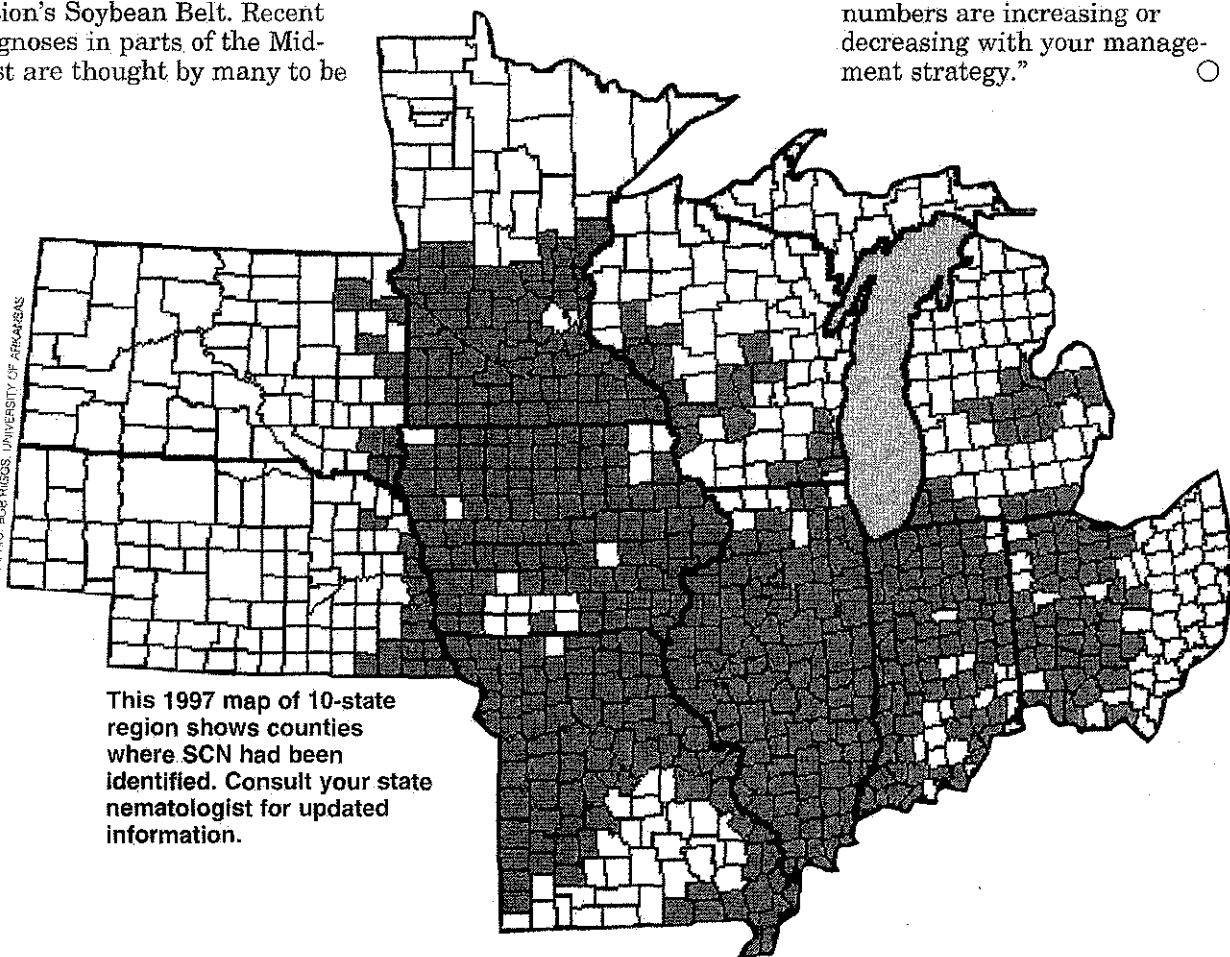 ion's Soybean Belt. Recent
gnoses in parts of the Mid-
st are thought by many to be
numbers are increasing or
decreasing with your manage-
ment strategy."
RIGGS, UNIVERSITY OF ARKANSAS
This 1997 map of 10-state
region shows counties
where SCN had been
identified. Consult your state
nematologist for updated
information.